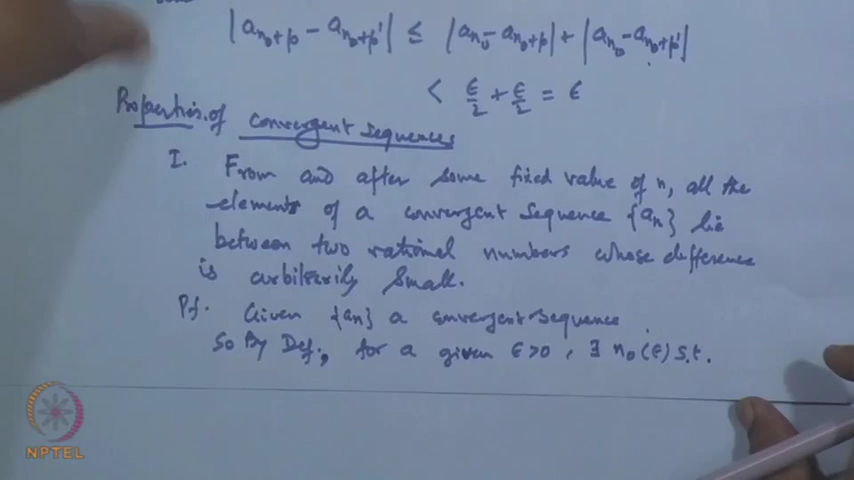 |a_{n_0+p} - a_{n_0+p'}| ≤ |a_{n_0} - a_{n_0+p}| + |a_{n_0} - a_{n_0+p'}|
< ε/2 + ε/2 = ε
Properties of convergent sequences
I. From and after some fixed value of n, all the
elements of a convergent sequence {a_n} lie
between two rational numbers whose difference
is arbitrarily small.
Pf. Given {a_n} a convergent sequence
So By Def, for a given ε>0, ∃ n_0(ε) s.t.
NPTEL